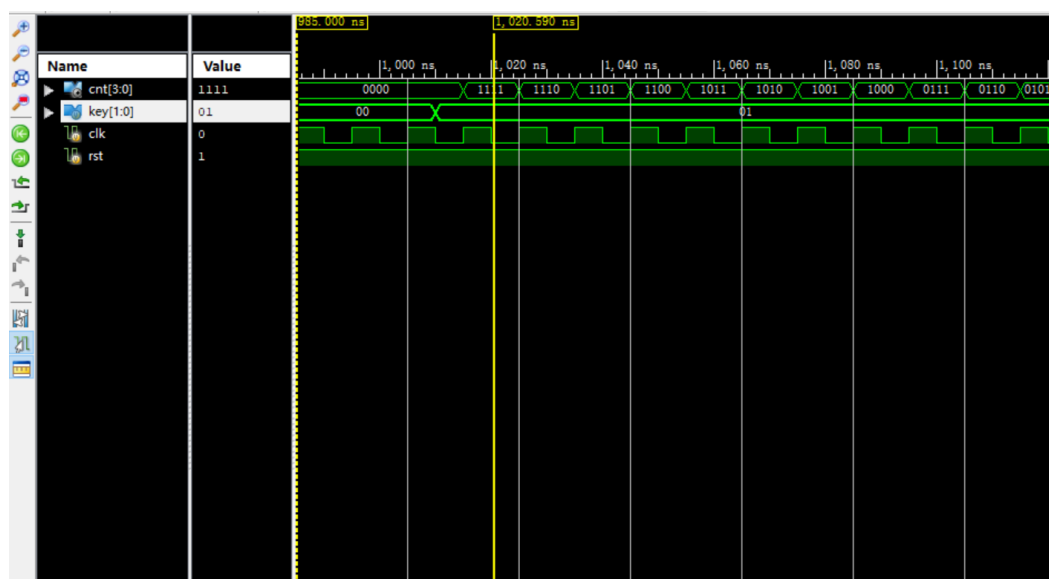 985.000 ns 1,020.590 ns
Name Value 1,000 ns 1,020 ns 1,040 ns 1,060 ns 1,080 ns 1,100 ns
cnt[3:0] 1111 0000 1111 1110 1101 1100 1011 1010 1001 1000 0111 0110 0101
key[1:0] 01 00 01
clk 0
rst 1